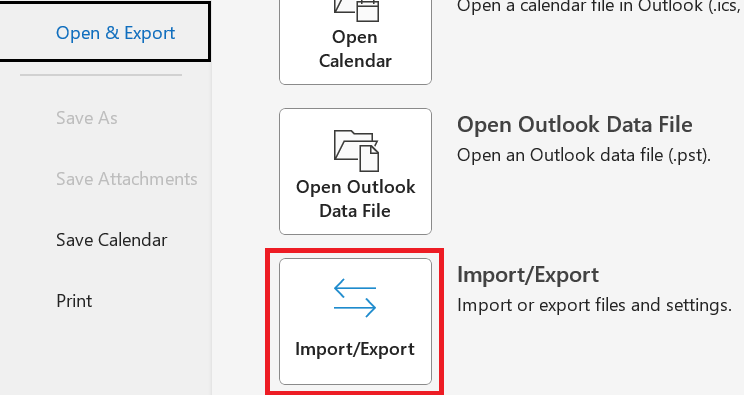 Open & Export
Save As
Save Attachments
Save Calendar
Print
Open
Calendar
Open a calendar file in Outlook (.ics,
Open Outlook
Data File
Open Outlook Data File
Open an Outlook data file (.pst).
Import/Export
Import/Export
Import or export files and settings.